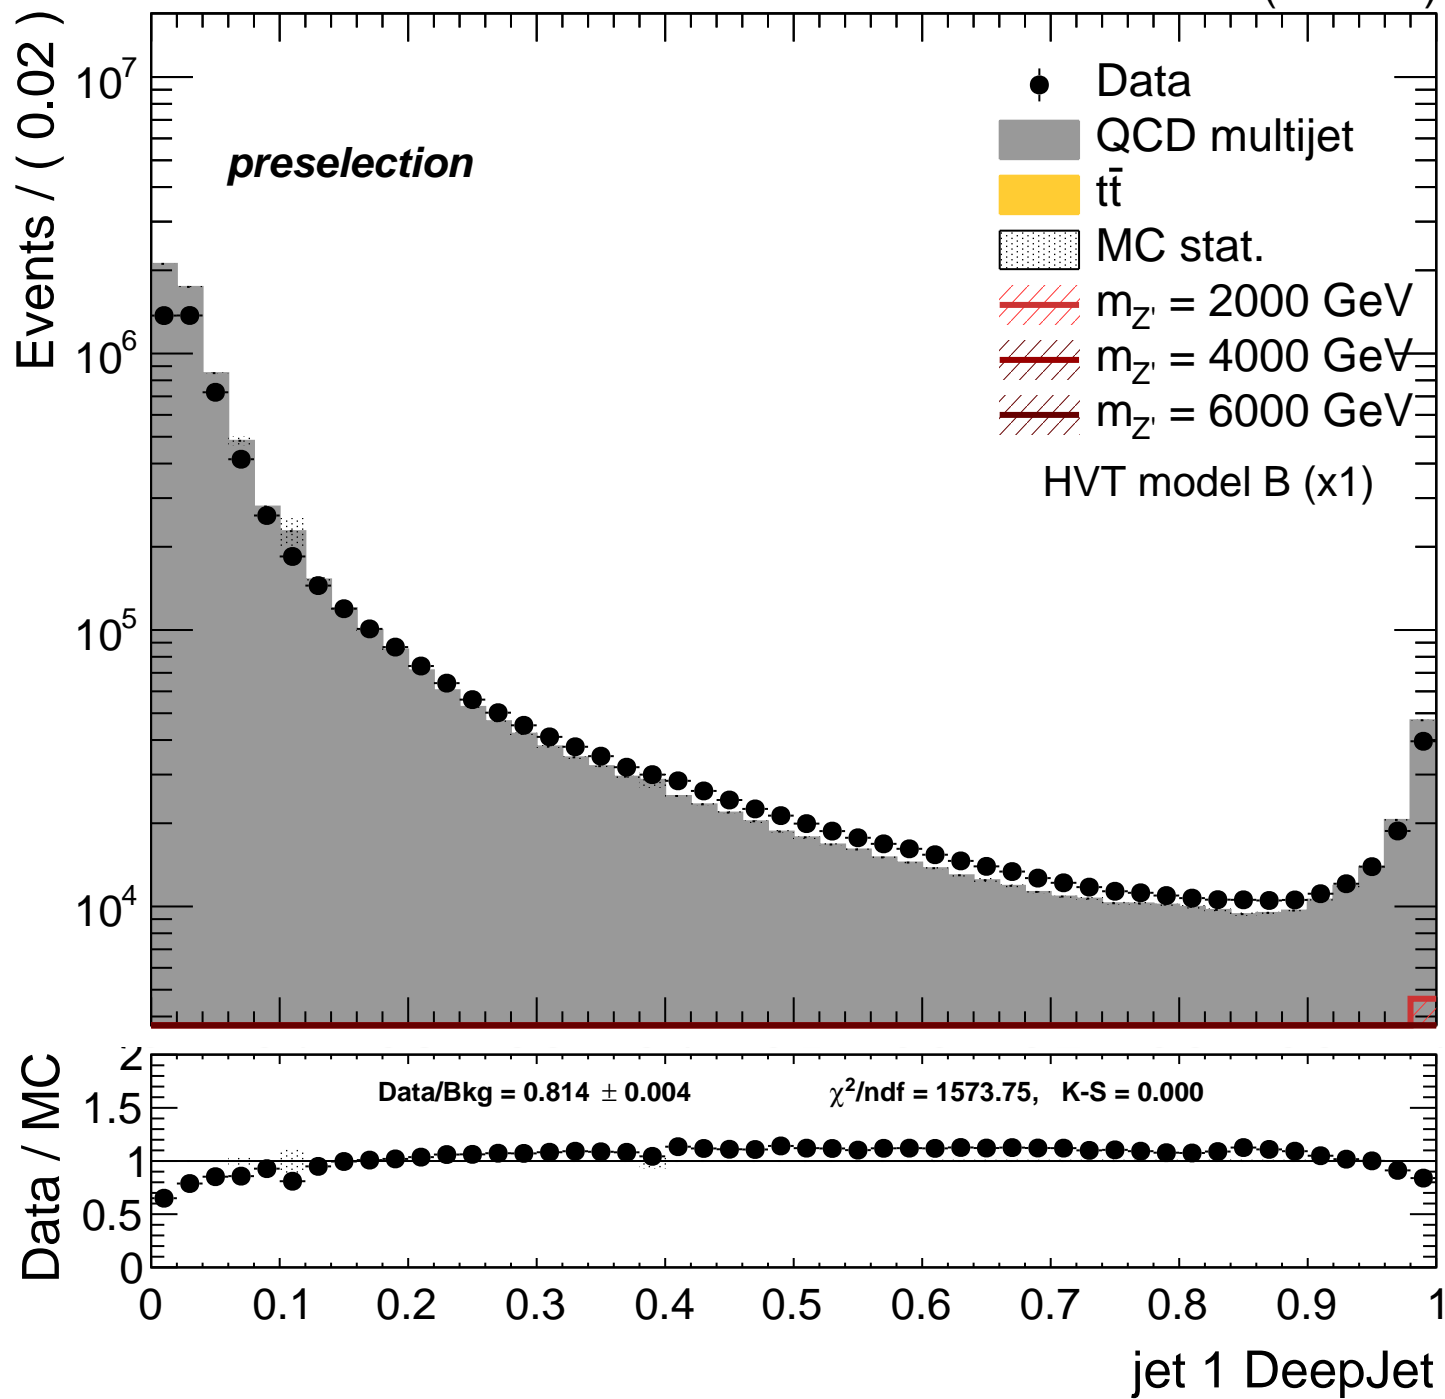 Events / ( 0.02 )
10^7
10^6
10^5
10^4
preselection
Data
QCD multijet
tt̄
MC stat.
m_Z' = 2000 GeV
m_Z' = 4000 GeV
m_Z' = 6000 GeV
HVT model B (x1)
Data / MC
2
1.5
1
0.5
0
Data/Bkg = 0.814 ± 0.004
χ²/ndf = 1573.75, K-S = 0.000
0 0.1 0.2 0.3 0.4 0.5 0.6 0.7 0.8 0.9 1
jet 1 DeepJet